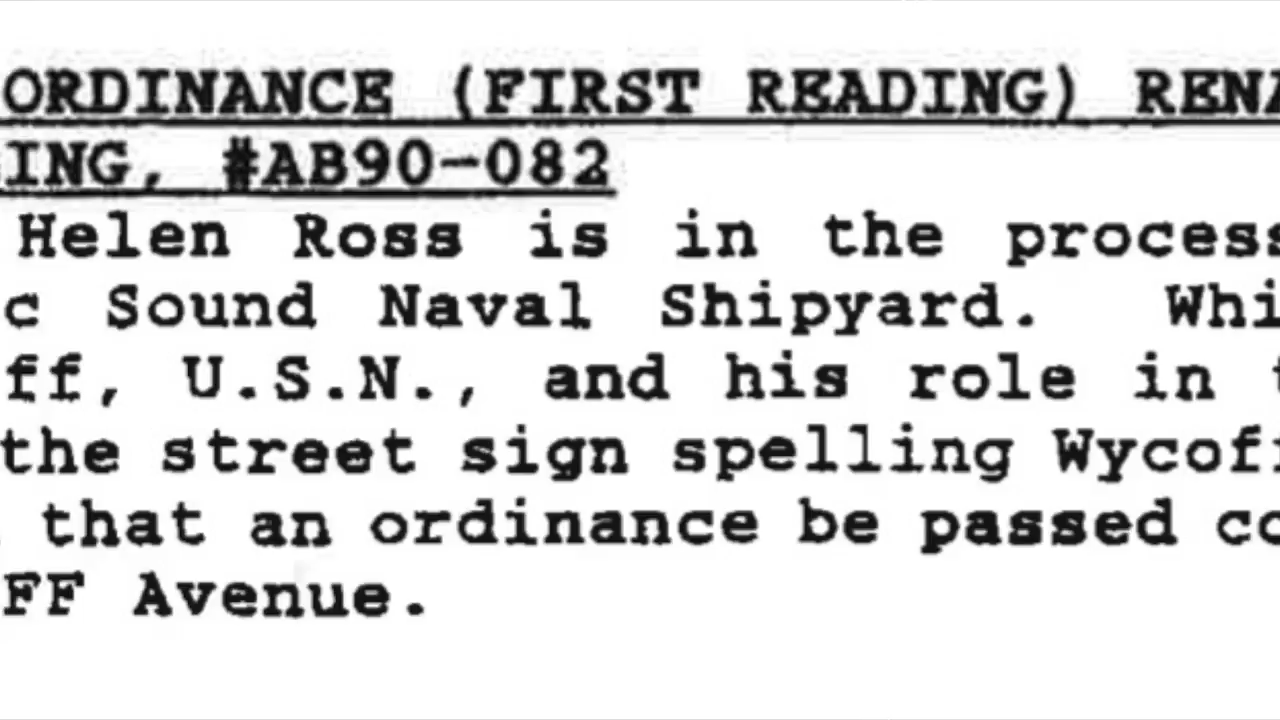 ORDINANCE (FIRST READING) RENA
ING, #AB90-082
Helen Ross is in the process
c Sound Naval Shipyard. Whi
ff, U.S.N., and his role in t
the street sign spelling Wycof
that an ordinance be passed co
FF Avenue.